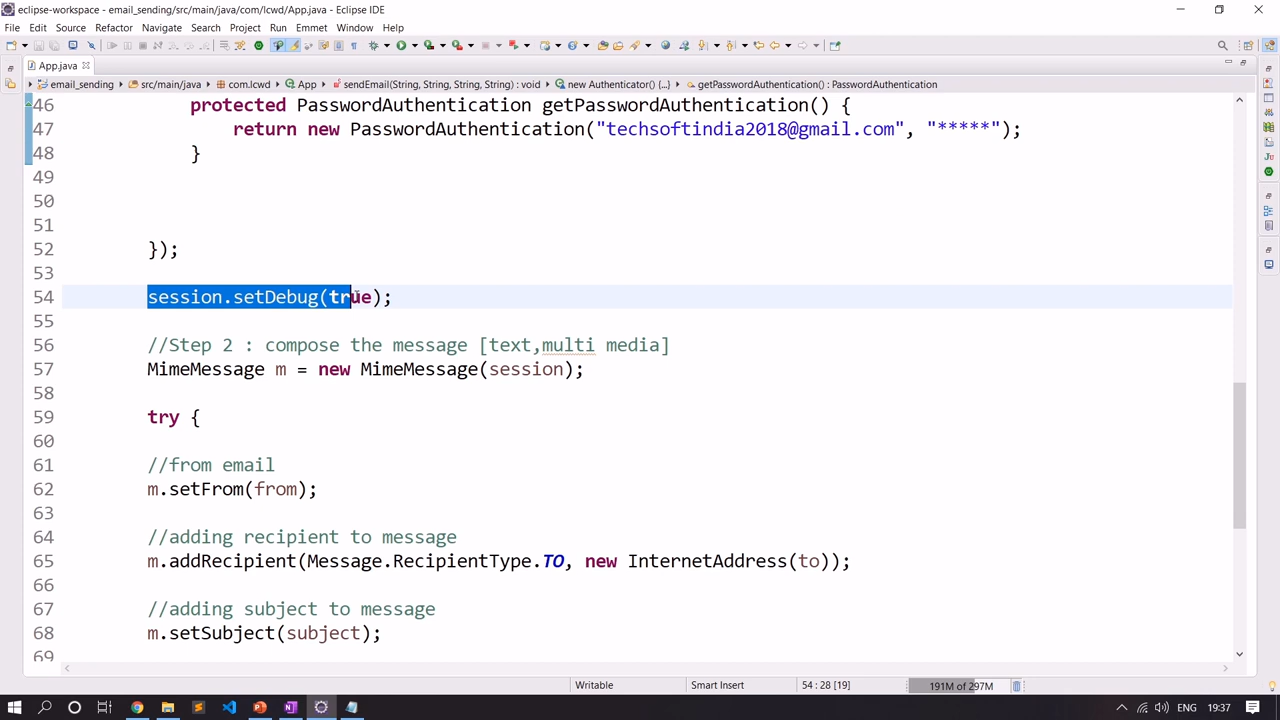 eclipse-workspace - email_sending/src/main/java/com/lcwd/App.java - Eclipse IDE
File Edit Source Refactor Navigate Search Project Run Emmet Window Help
App.java
email_sending src/main/java com.lcwd App sendEmail(String, String, String, String) : void new Authenticator() {...} getPasswordAuthentication() : PasswordAuthentication
46 protected PasswordAuthentication getPasswordAuthentication() {
47 return new PasswordAuthentication("techsoftindia2018@gmail.com", "*****");
48 }
49
50
51
52 });
53
54 session.setDebug(true);
55
56 //Step 2 : compose the message [text,multi media]
57 MimeMessage m = new MimeMessage(session);
58
59 try {
60
61 //from email
62 m.setFrom(from);
63
64 //adding recipient to message
65 m.addRecipient(Message.RecipientType.TO, new InternetAddress(to));
66
67 //adding subject to message
68 m.setSubject(subject);
69
Writable Smart Insert 54 : 28 [19] 191M of 297M
ENG 19:37